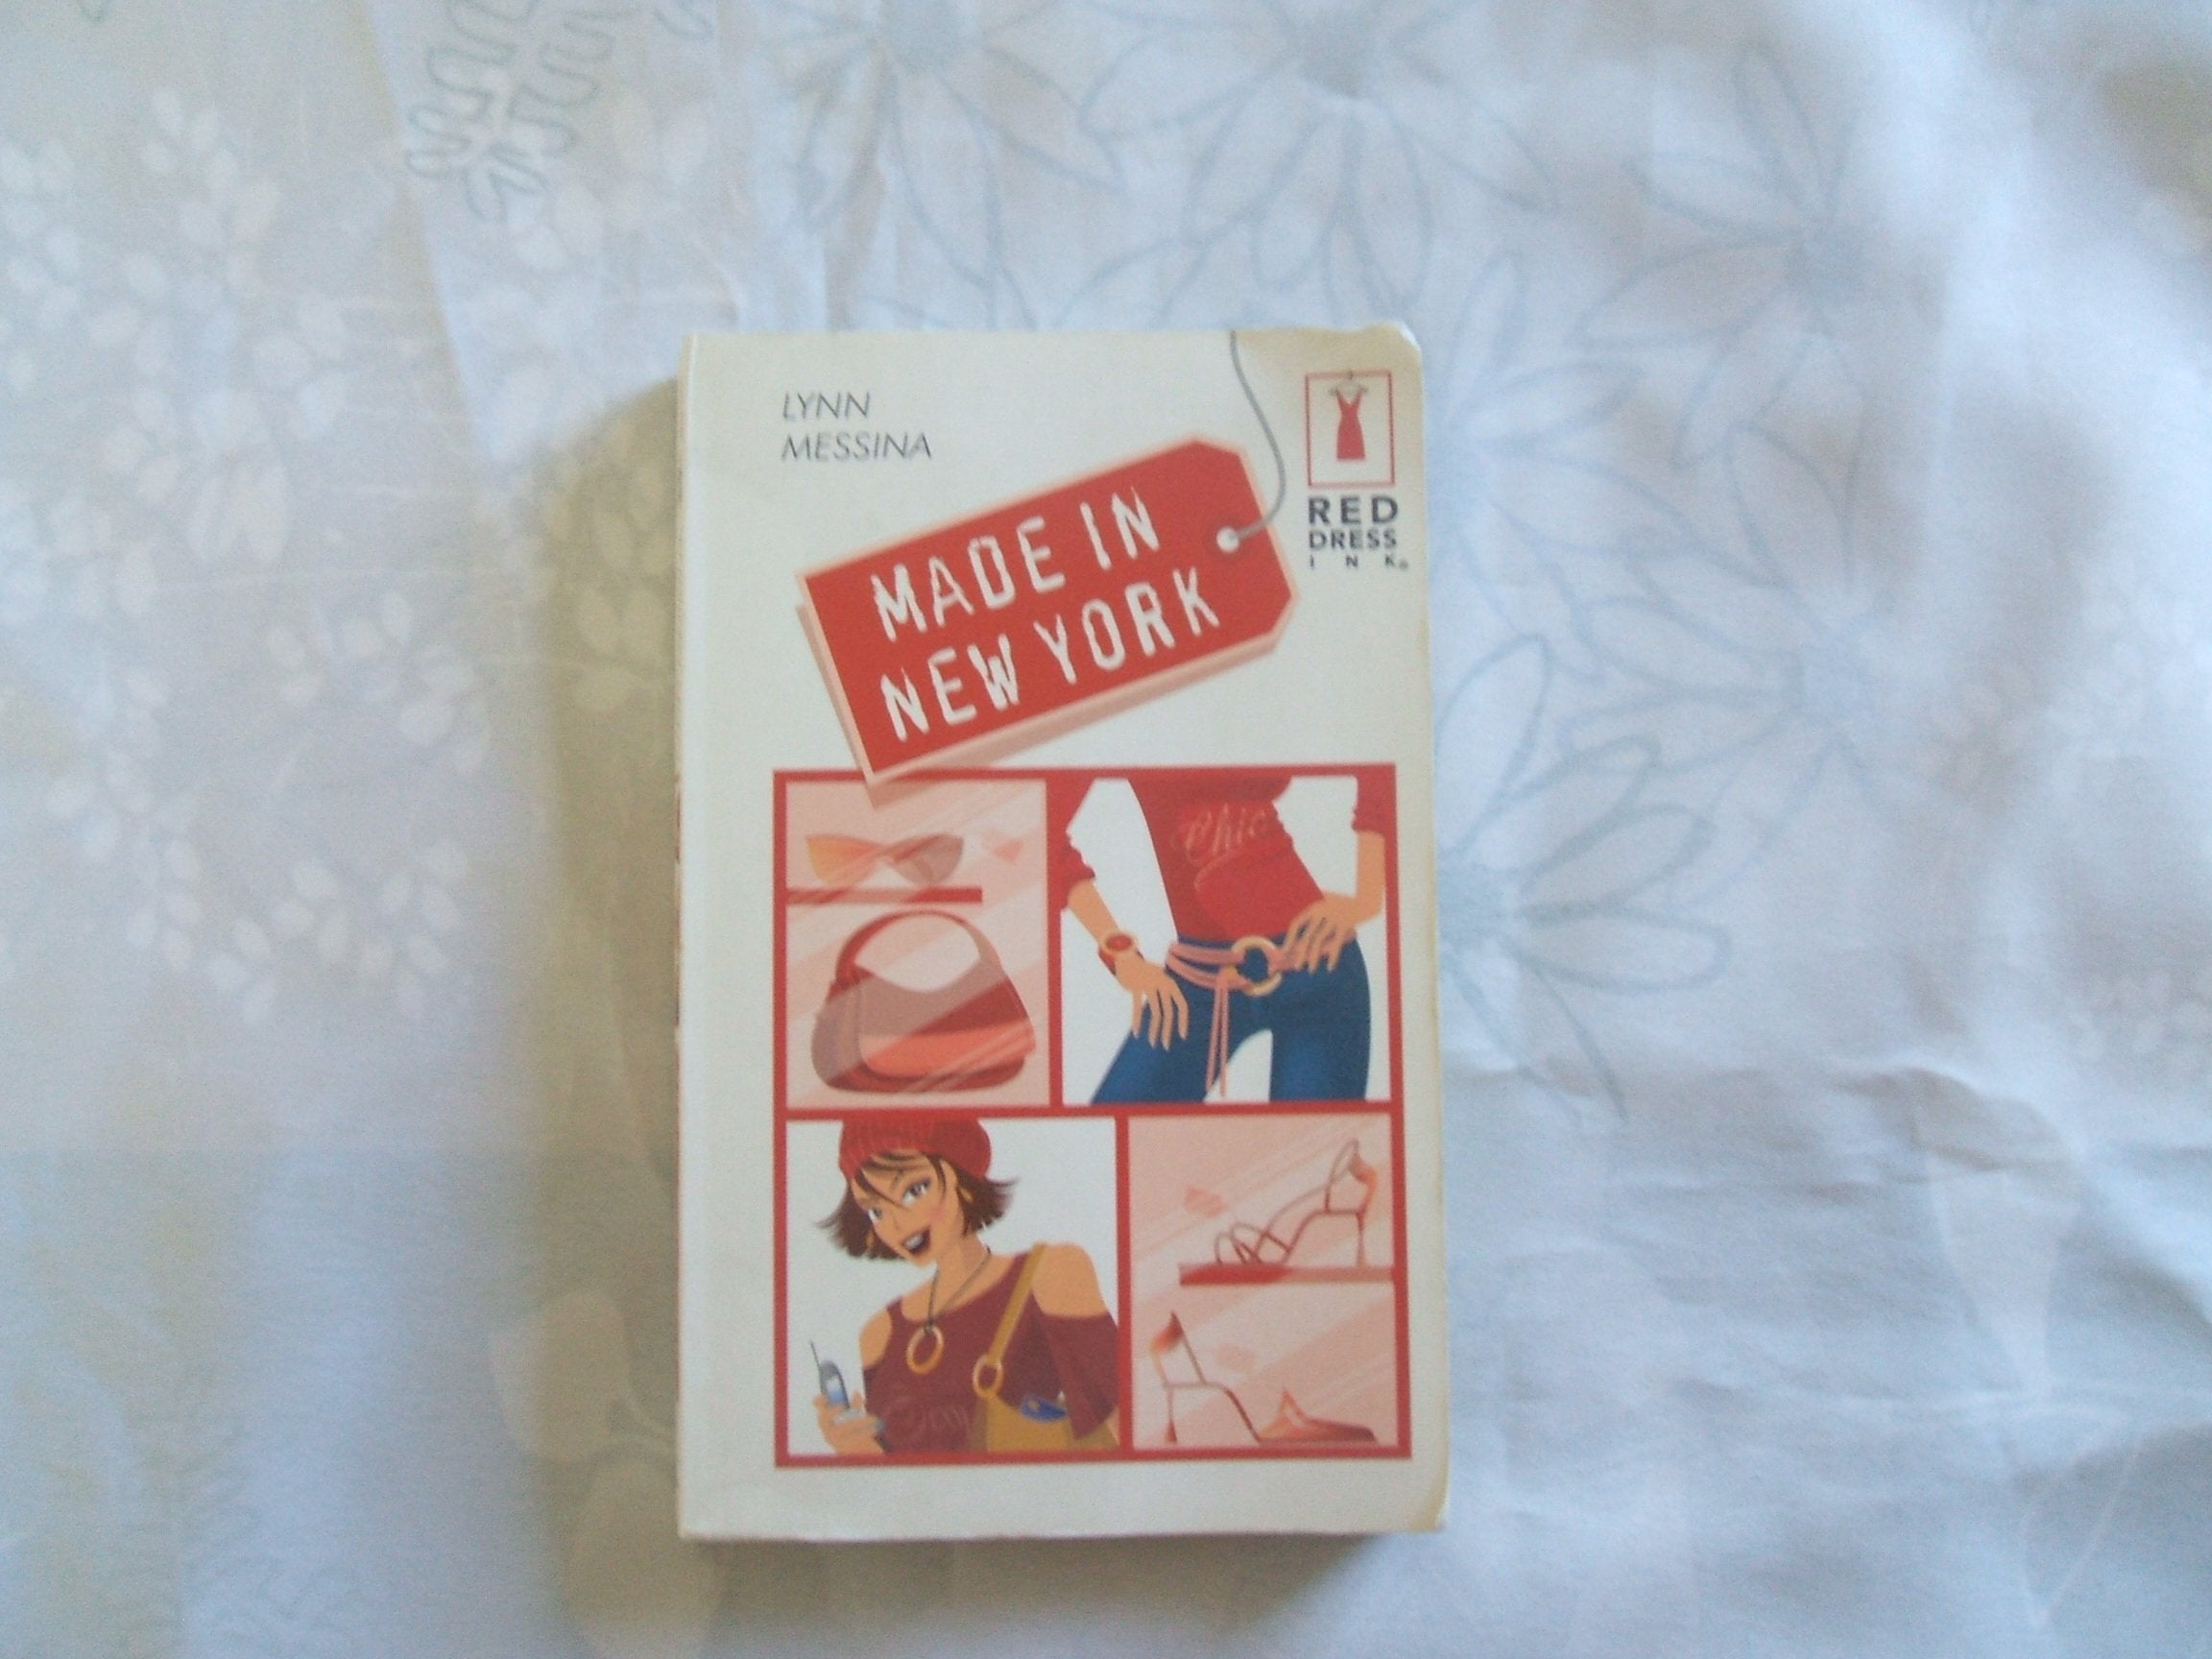 LYNN
MESSINA
MADE IN
NEW YORK
RED
DRESS
INK®
Chic